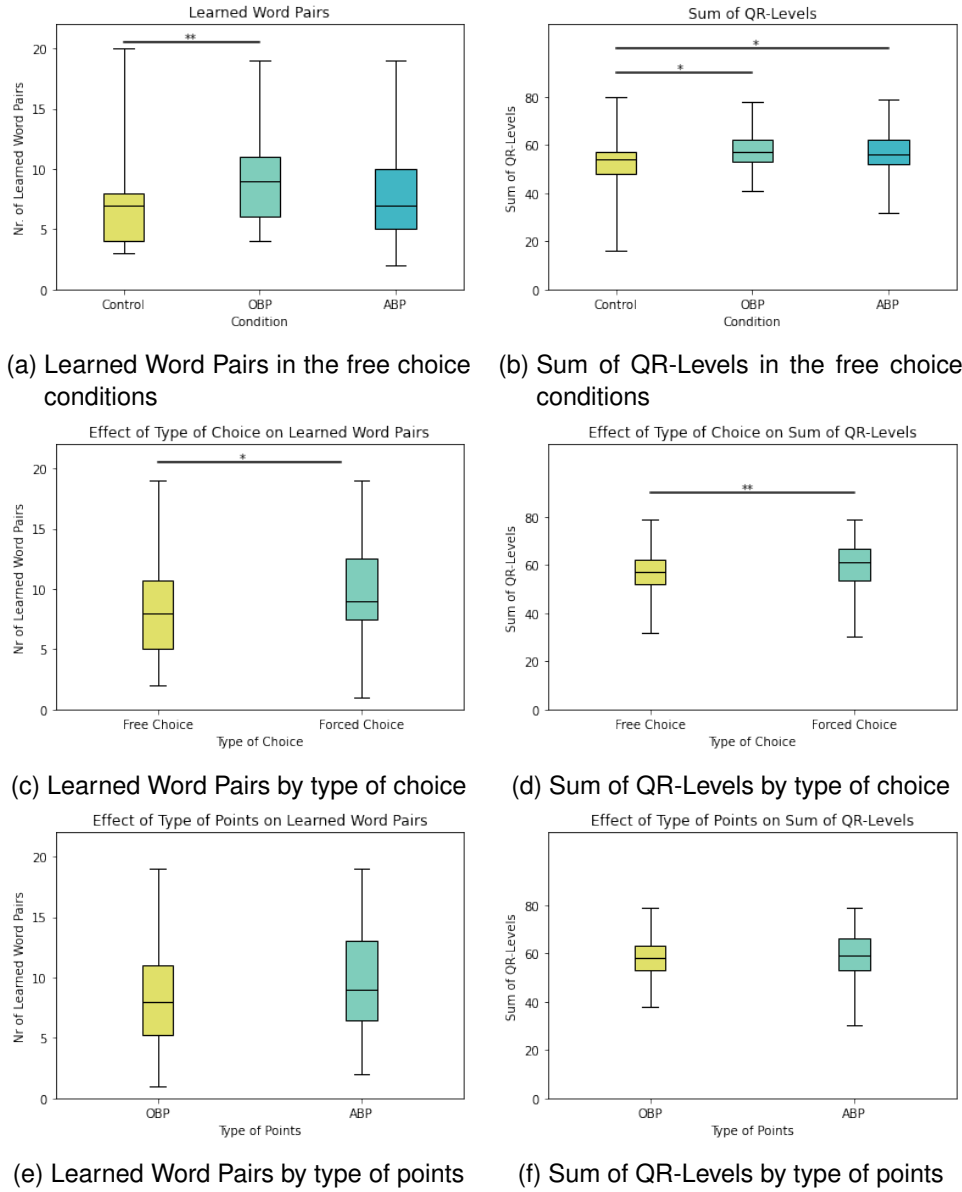 Learned Word Pairs
**
20
15
10
5
0
Nr. of Learned Word Pairs
Control OBP ABP
Condition
(a) Learned Word Pairs in the free choice
conditions
Sum of QR-Levels
*
*
80
60
40
20
0
Sum of QR-Levels
Control OBP ABP
Condition
(b) Sum of QR-Levels in the free choice
conditions
Effect of Type of Choice on Learned Word Pairs
*
20
15
10
5
0
Nr of Learned Word Pairs
Free Choice Forced Choice
Type of Choice
(c) Learned Word Pairs by type of choice
Effect of Type of Choice on Sum of QR-Levels
**
80
60
40
20
0
Sum of QR-Levels
Free Choice Forced Choice
Type of Choice
(d) Sum of QR-Levels by type of choice
Effect of Type of Points on Learned Word Pairs
20
15
10
5
0
Nr of Learned Word Pairs
OBP ABP
Type of Points
(e) Learned Word Pairs by type of points
Effect of Type of Points on Sum of QR-Levels
80
60
40
20
0
Sum of QR-Levels
OBP ABP
Type of Points
(f) Sum of QR-Levels by type of points